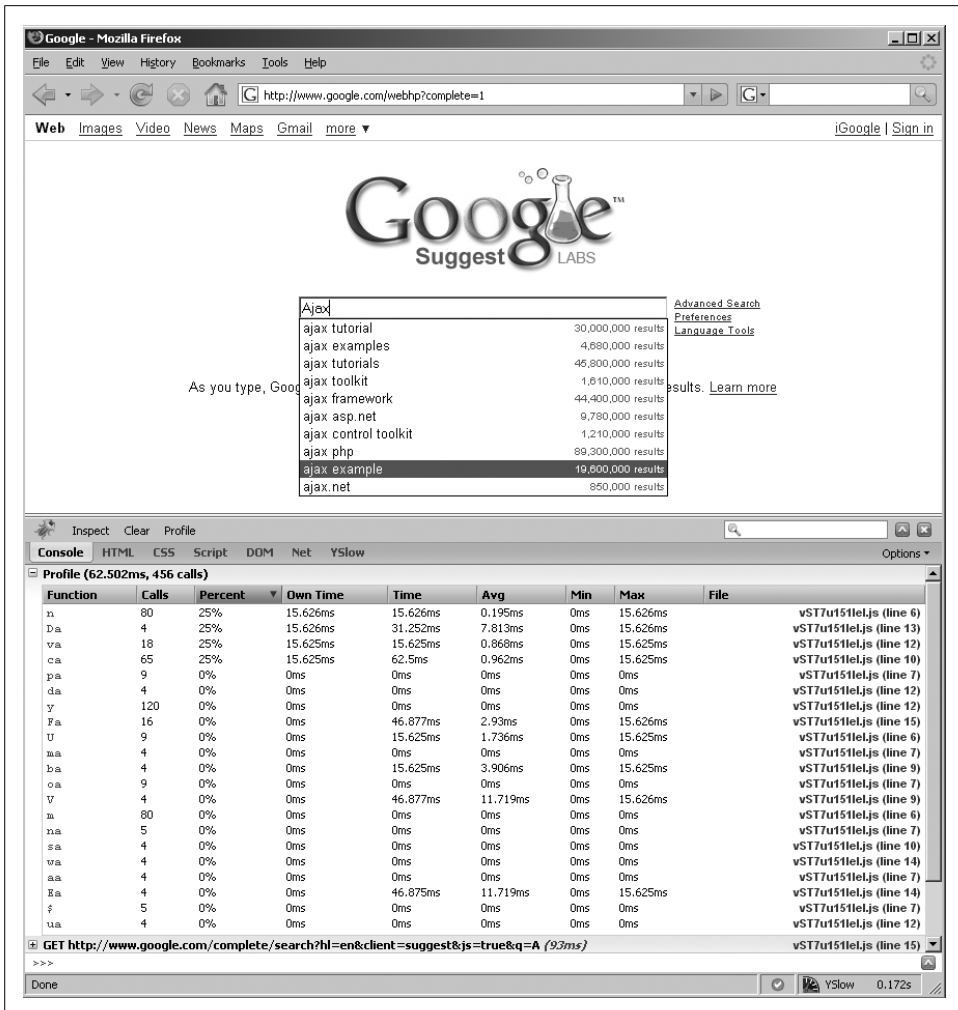 Google - Mozilla Firefox
File Edit View History Bookmarks Tools Help
G http://www.google.com/webhp?complete=1 G
Web Images Video News Maps Gmail more ▼ iGoogle | Sign in
Google™
Suggest LABS
Ajax
Advanced Search
Preferences
Language Tools
ajax tutorial 30,000,000 results
ajax examples 4,680,000 results
ajax tutorials 45,800,000 results
ajax toolkit 1,610,000 results
As you type, Goog esults. Learn more
ajax framework 44,400,000 results
ajax asp.net 9,780,000 results
ajax control toolkit 1,210,000 results
ajax php 89,300,000 results
ajax example 19,600,000 results
ajax.net 850,000 results
Inspect Clear Profile
Console HTML CSS Script DOM Net YSlow Options
Profile (62.502ms, 456 calls)
Function Calls Percent ▼ Own Time Time Avg Min Max File
n 80 25% 15.626ms 15.626ms 0.195ms 0ms 15.626ms vST7u151lel.js (line 6)
Da 4 25% 15.626ms 31.252ms 7.813ms 0ms 15.626ms vST7u151lel.js (line 13)
va 18 25% 15.625ms 15.625ms 0.868ms 0ms 15.625ms vST7u151lel.js (line 12)
ca 65 25% 15.625ms 62.5ms 0.962ms 0ms 15.625ms vST7u151lel.js (line 10)
pa 9 0% 0ms 0ms 0ms 0ms 0ms vST7u151lel.js (line 7)
da 4 0% 0ms 0ms 0ms 0ms 0ms vST7u151lel.js (line 12)
y 120 0% 0ms 0ms 0ms 0ms 0ms vST7u151lel.js (line 12)
Fa 16 0% 0ms 46.877ms 2.93ms 0ms 15.626ms vST7u151lel.js (line 15)
U 9 0% 0ms 15.625ms 1.736ms 0ms 15.625ms vST7u151lel.js (line 6)
ma 4 0% 0ms 0ms 0ms 0ms 0ms vST7u151lel.js (line 7)
ba 4 0% 0ms 15.625ms 3.906ms 0ms 15.626ms vST7u151lel.js (line 9)
oa 9 0% 0ms 0ms 0ms 0ms 0ms vST7u151lel.js (line 7)
V 4 0% 0ms 46.877ms 11.719ms 0ms 15.626ms vST7u151lel.js (line 9)
m 80 0% 0ms 0ms 0ms 0ms 0ms vST7u151lel.js (line 6)
na 5 0% 0ms 0ms 0ms 0ms 0ms vST7u151lel.js (line 7)
sa 4 0% 0ms 0ms 0ms 0ms 0ms vST7u151lel.js (line 10)
wa 4 0% 0ms 0ms 0ms 0ms 0ms vST7u151lel.js (line 14)
aa 4 0% 0ms 0ms 0ms 0ms 0ms vST7u151lel.js (line 7)
Ea 4 0% 0ms 46.875ms 11.719ms 0ms 15.625ms vST7u151lel.js (line 14)
$ 5 0% 0ms 0ms 0ms 0ms 0ms vST7u151lel.js (line 7)
ua 4 0% 0ms 0ms 0ms 0ms 0ms vST7u151lel.js (line 12)
GET http://www.google.com/complete/search?hl=en&client=suggest&js=true&q=A (93ms) vST7u151lel.js (line 15)
>>>
Done YSlow 0.172s